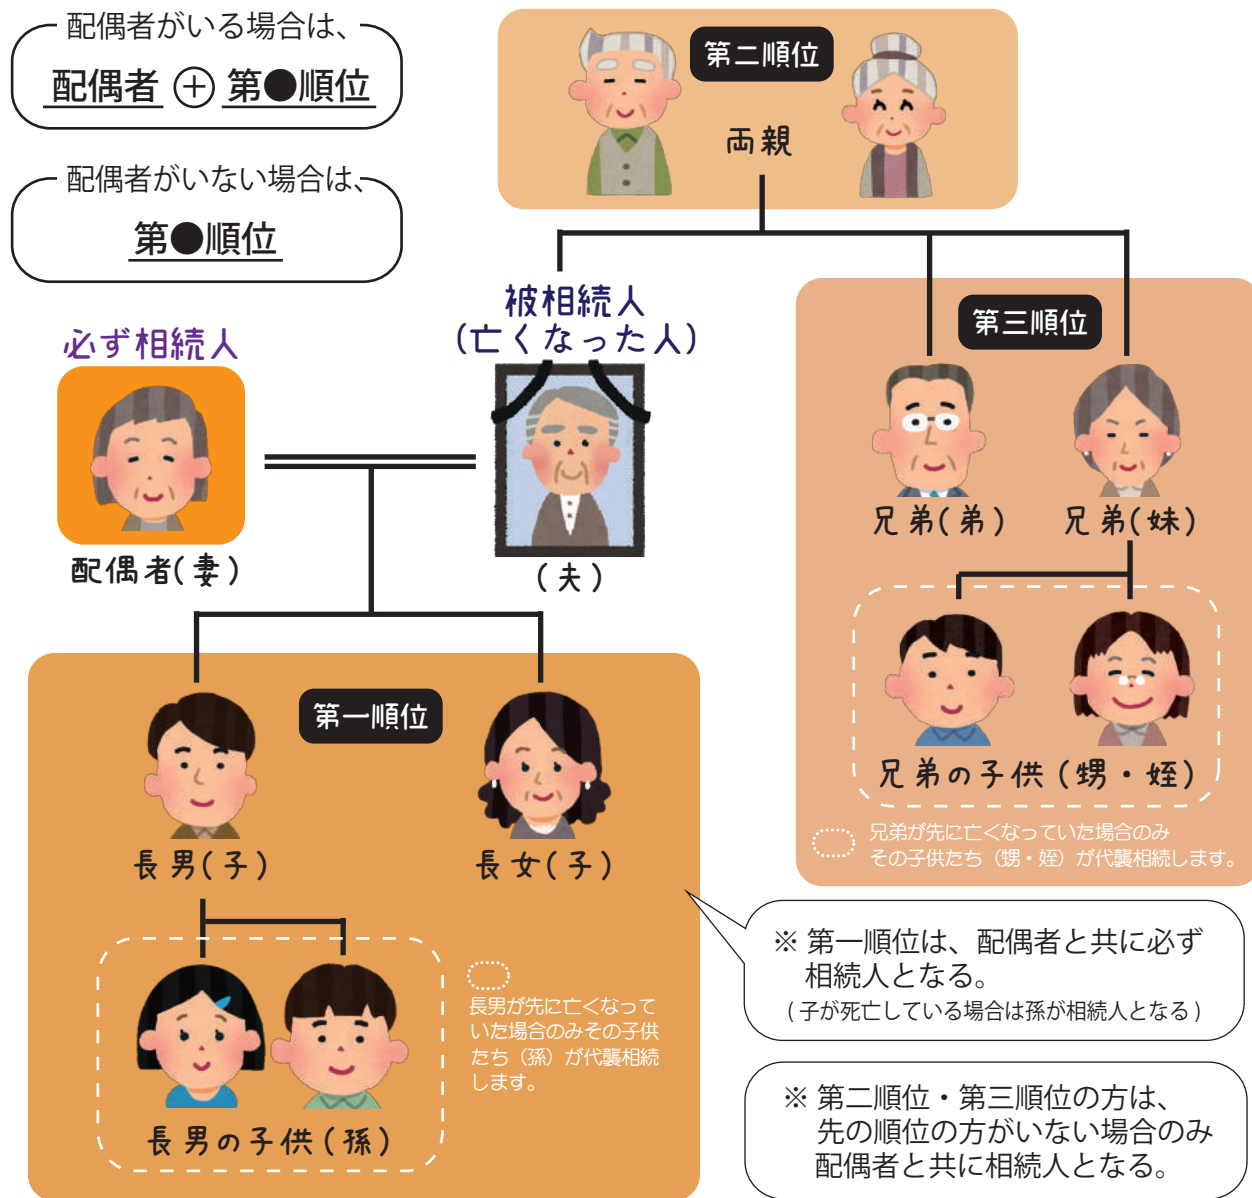 配偶者がいる場合は、
配偶者 + 第●順位
配偶者がいない場合は、
第●順位
第二順位
両親
被相続人
(亡くなった人)
(夫)
必ず相続人
配偶者(妻)
第三順位
兄弟(弟)
兄弟(妹)
兄弟の子供(甥・姪)
兄弟が先に亡くなっていた場合のみ
その子供たち(甥・姪)が代襲相続します。
第一順位
長男(子)
長女(子)
長男の子供(孫)
長男が先に亡くなって
いた場合のみその子供
たち(孫)が代襲相続
します。
※ 第一順位は、配偶者と共に必ず
相続人となる。
(子が死亡している場合は孫が相続人となる)
※ 第二順位・第三順位の方は、
先の順位の方がいない場合のみ
配偶者と共に相続人となる。